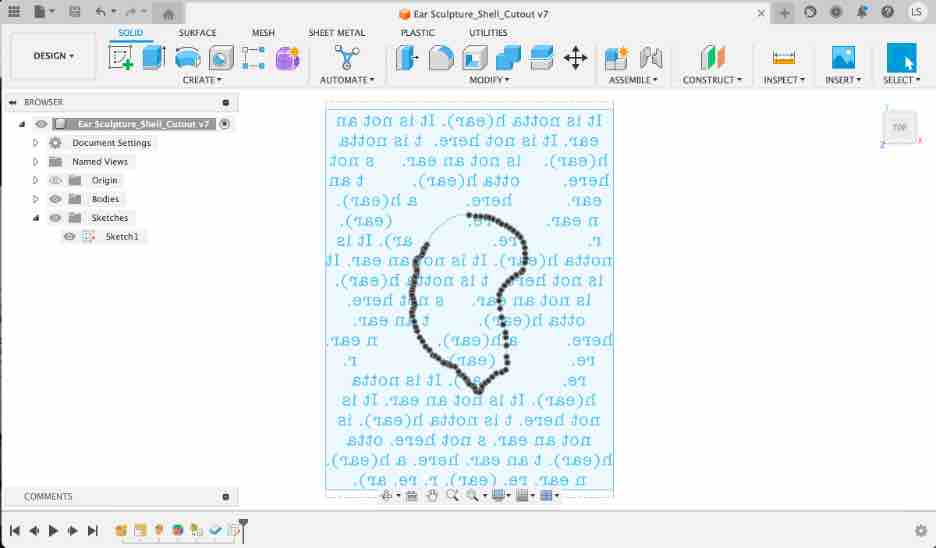 Ear Sculpture_Shell_Cutout v7
LS
DESIGN
SOLID SURFACE MESH SHEET METAL PLASTIC UTILITIES
CREATE AUTOMATE MODIFY ASSEMBLE CONSTRUCT INSPECT INSERT SELECT
BROWSER
Ear Sculpture_Shell_Cutout v7
Document Settings
Named Views
Origin
Bodies
Sketches
Sketch1
It is notta h(ear). It is not an
ear. It is not here. t is notta
h(ear). is not an ear. s not
here. otta h(ear). t an
ear. here. a h(ear).
n ear. re. (ear).
r. re. ar). It is
notta h(ear). It is not an ear. It
is not here. t is notta h(ear).
is not an ear. s not here.
otta h(ear). t an ear.
here. a h(ear). n ear.
re. (ear) r.
re. It is notta
h(ear). It is not an ear. It is
not here. t is notta h(ear). is
not an ear. s not here. otta
h(ear). t an ear. here. a h(ear).
n ear. re. (ear). r. re. ar).
TOP
Z
X
COMMENTS